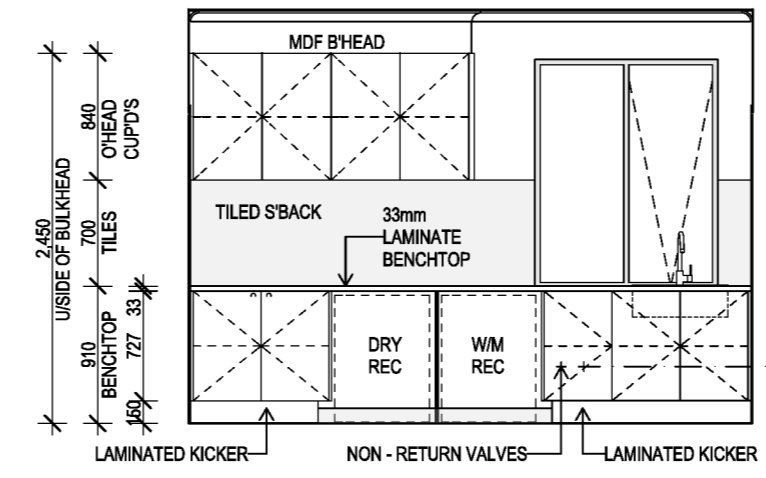 MDF B'HEAD
840
O'HEAD
CUP'D'S
2,450
U/SIDE OF BULKHEAD
700
TILES
TILED S'BACK
33mm
LAMINATE
BENCHTOP
33
727
150
910
BENCHTOP
DRY
REC
W/M
REC
LAMINATED KICKER
NON - RETURN VALVES
LAMINATED KICKER